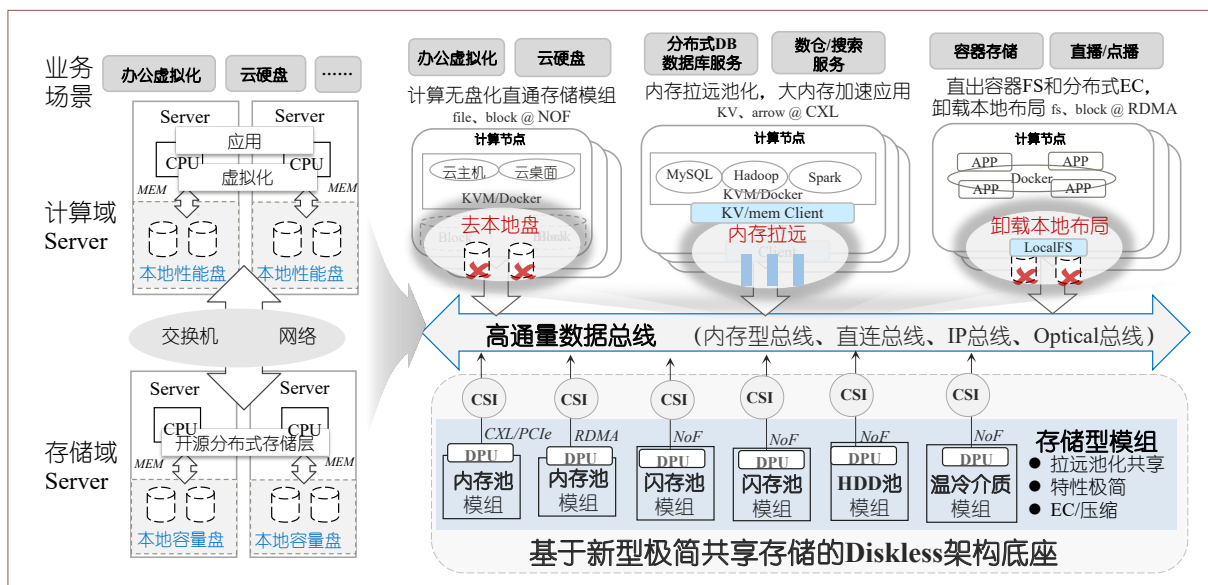 业务
场景
办公虚拟化
云硬盘
……
Server
Server
应用
CPU
CPU
虚拟化
MEM
MEM
计算域
Server
本地性能盘
本地性能盘
交换机
网络
Server
Server
CPU
CPU
开源分布式存储层
MEM
MEM
存储域
Server
本地容量盘
本地容量盘
办公虚拟化
云硬盘
计算无盘化直通存储模组
file、block @ NOF
计算节点
云主机
云桌面
KVM/Docker
Block
去本地盘
分布式DB
数据库服务
数仓/搜索
服务
内存拉远池化，大内存加速应用
KV、arrow @ CXL
计算节点
MySQL
Hadoop
Spark
KVM/Docker
KV/mem Client
内存拉远
Client
容器存储
直播/点播
直出容器FS和分布式EC，
卸载本地布局 fs、block @ RDMA
计算节点
APP
APP
Docker
APP
APP
卸载本地布局
LocalFS
高通量数据总线
（内存型总线、直连总线、IP总线、Optical总线）
CSI
CSI
CSI
CSI
CSI
CSI
CXL/PCIe
RDMA
NoF
NoF
NoF
NoF
DPU
DPU
DPU
DPU
DPU
DPU
内存池
模组
内存池
模组
闪存池
模组
闪存池
模组
HDD池
模组
温冷介质
模组
存储型模组
● 拉远池化共享
● 特性极简
● EC/压缩
基于新型极简共享存储的Diskless架构底座